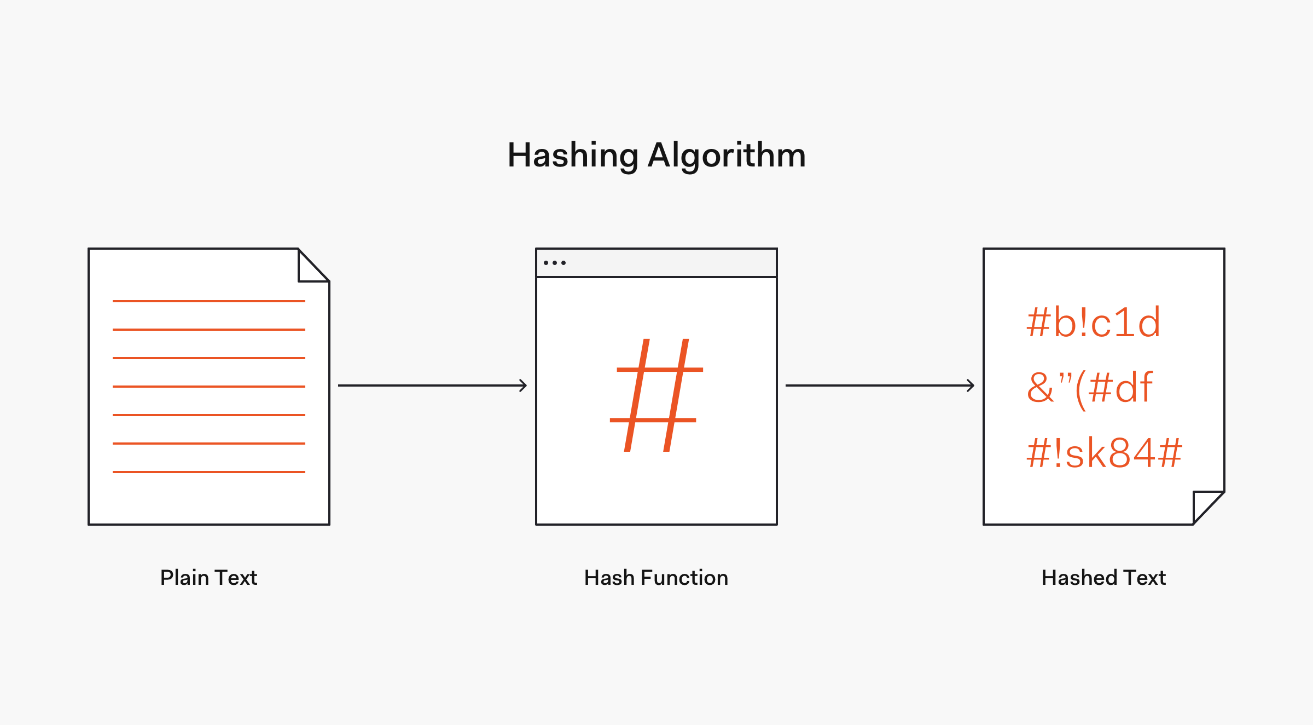 Hashing Algorithm
#
#b!c1d
&”(#df
#!sk84#
Plain Text
Hash Function
Hashed Text